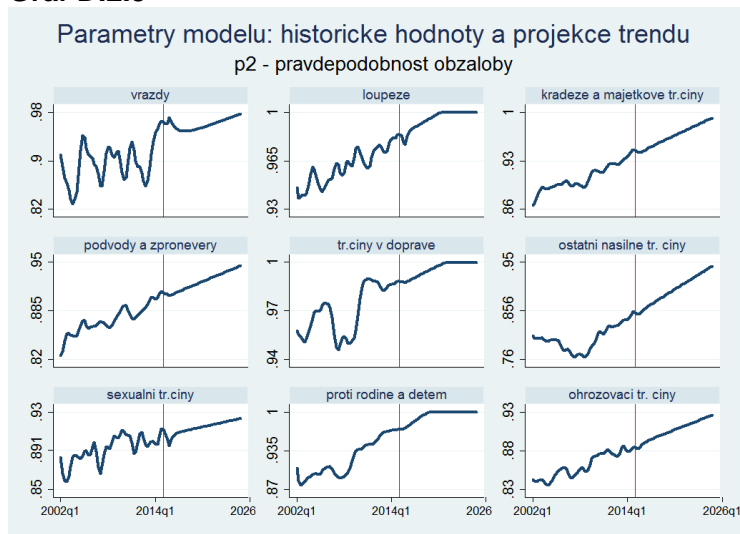 Parametry modelu: historicke hodnoty a projekce trendu
p2 - pravdepodobnost obzaloby
vrazdy
.98
.9
.82
loupeze
1
.965
.93
kradeze a majetkove tr.ciny
1
.93
.86
podvody a zpronevery
.95
.885
.82
tr.ciny v doprave
1
.97
.94
ostatni nasilne tr. ciny
.95
.856
.76
sexualni tr.ciny
.93
.891
.85
proti rodine a detem
1
.935
.87
ohrozovaci tr. ciny
.93
.88
.83
2002q1 2014q1 2026 2002q1 2014q1 2026 2002q1 2014q1 2026q1